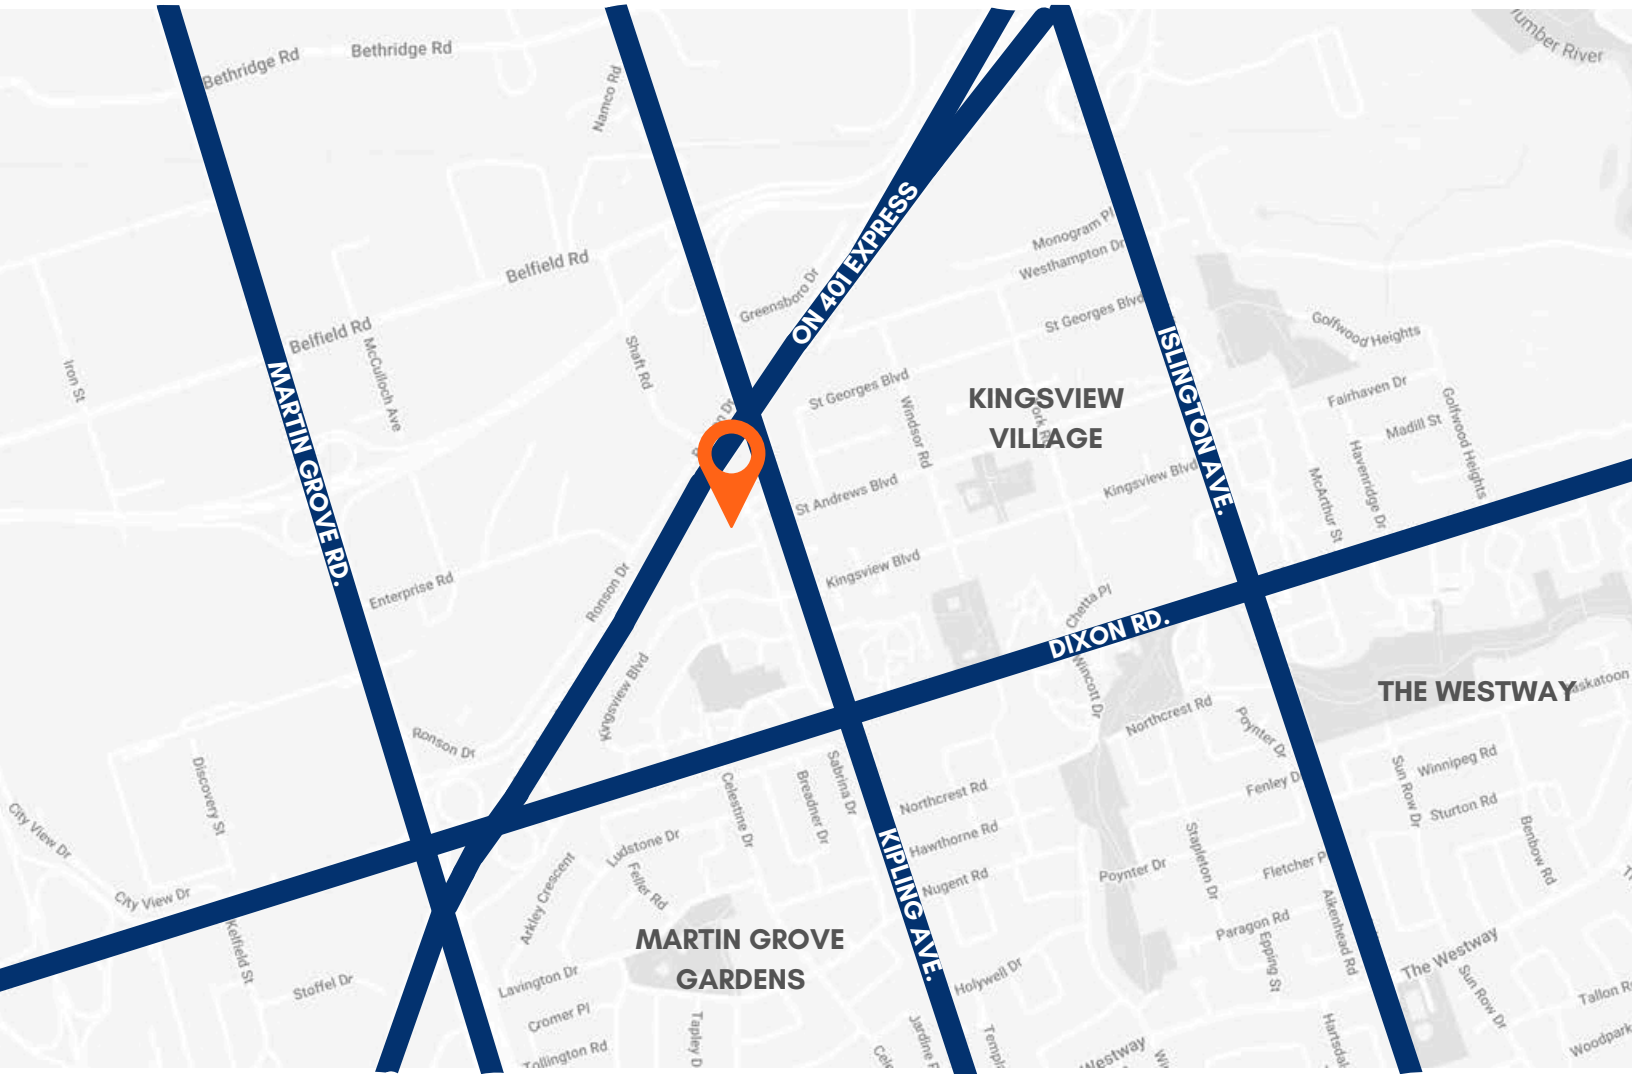 Bethridge Rd
Bethridge Rd
Namco Rd
Belfield Rd
Belfield Rd
Iron St
McCulloch Ave
Shaft Rd
Greensboro Dr
ON 401 EXPRESS
Monogram Pl
Westhampton Dr
St Georges Blvd
St Georges Blvd
Windsor Rd
KINGSVIEW
VILLAGE
ISLINGTON AVE.
Golfwood Heights
Fairhaven Dr
Madill St
Golfwood Heights
Havenridge Dr
McArthur St
MARTIN GROVE RD.
St Andrews Blvd
Kingsview Blvd
Kingsview Blvd
Enterprise Rd
Ronson Dr
Kingsview Blvd
Chetta Pl
DIXON RD.
Wincott Dr
THE WESTWAY
Northcrest Rd
Poynter Dr
Ronson Dr
Discovery St
City View Dr
City View Dr
Kelfield St
Stoffel Dr
Celestine Dr
Breadner Dr
Sabrina Dr
Northcrest Rd
Hawthorne Rd
Nugent Rd
KIPLING AVE.
Ludstone Dr
Feller Rd
Arkley Crescent
MARTIN GROVE
GARDENS
Lavington Dr
Cromer Pl
Tollington Rd
Tapley D
Holwell Dr
Poynter Dr
Stapleton Dr
Fenley D
Fletcher P
Paragon Rd
Epping St
Aikenhead Rd
Sun Row Dr
Winnipeg Rd
Sturton Rd
Benbow Rd
The Westway
Sun Row Dr
Tallon R
Woodpark
Westway